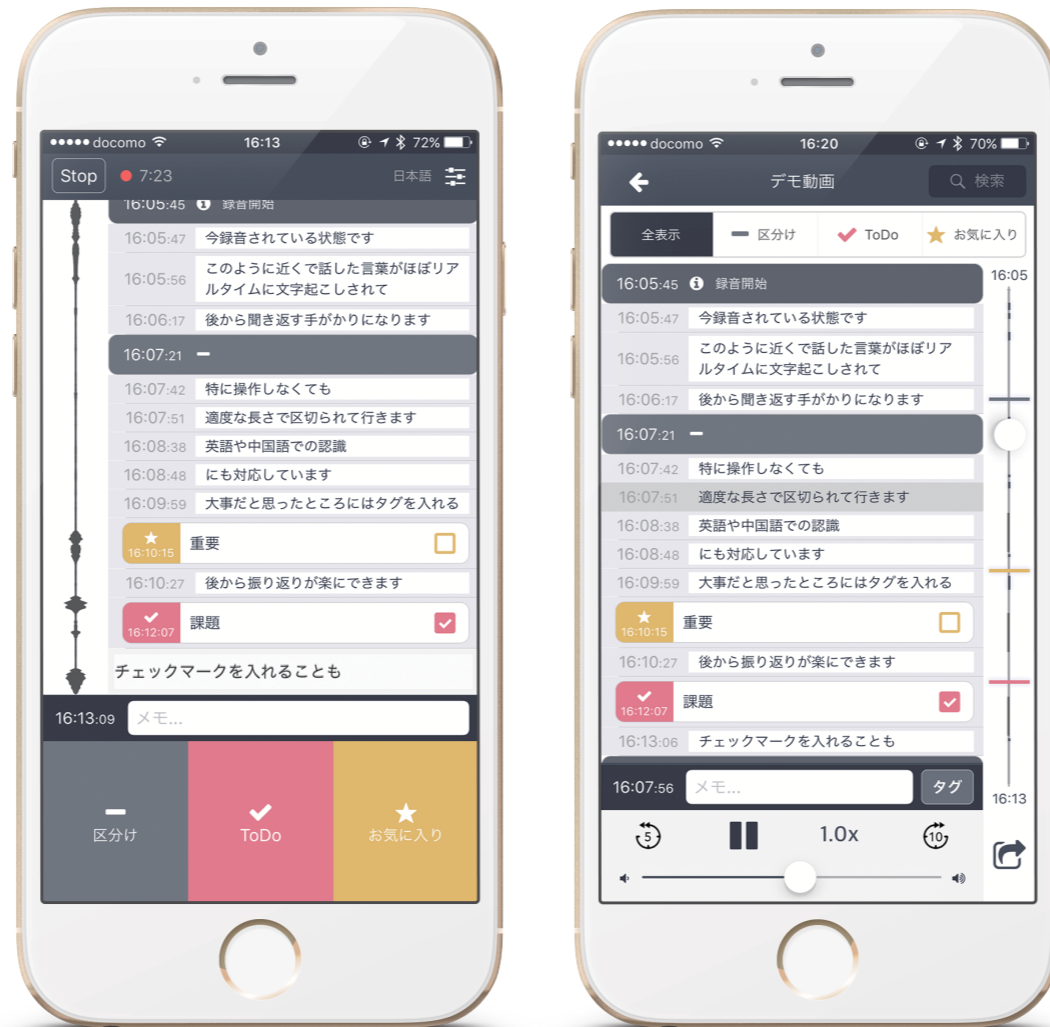 docomo 16:13 72%
Stop 7:23 日本語
16:05:45 録音開始
16:05:47 今録音されている状態です
16:05:56 このように近くで話した言葉がほぼリア
ルタイムに文字起こしされて
16:06:17 後から聞き返す手がかりになります
16:07:21
16:07:42 特に操作しなくても
16:07:51 適度な長さで区切られて行きます
16:08:38 英語や中国語での認識
16:08:48 にも対応しています
16:09:59 大事だと思ったところにはタグを入れる
16:10:15 重要
16:10:27 後から振り返りが楽にできます
16:12:07 課題
チェックマークを入れることも
16:13:09 メモ...
区分け ToDo お気に入り
docomo 16:20 70%
デモ動画 検索
全表示 区分け ToDo お気に入り
16:05
16:05:45 録音開始
16:05:47 今録音されている状態です
16:05:56 このように近くで話した言葉がほぼリア
ルタイムに文字起こしされて
16:06:17 後から聞き返す手がかりになります
16:07:21
16:07:42 特に操作しなくても
16:07:51 適度な長さで区切られて行きます
16:08:38 英語や中国語での認識
16:08:48 にも対応しています
16:09:59 大事だと思ったところにはタグを入れる
16:10:15 重要
16:10:27 後から振り返りが楽にできます
16:12:07 課題
16:13:06 チェックマークを入れることも
16:07:56 メモ... タグ
16:13
5 1.0x 10